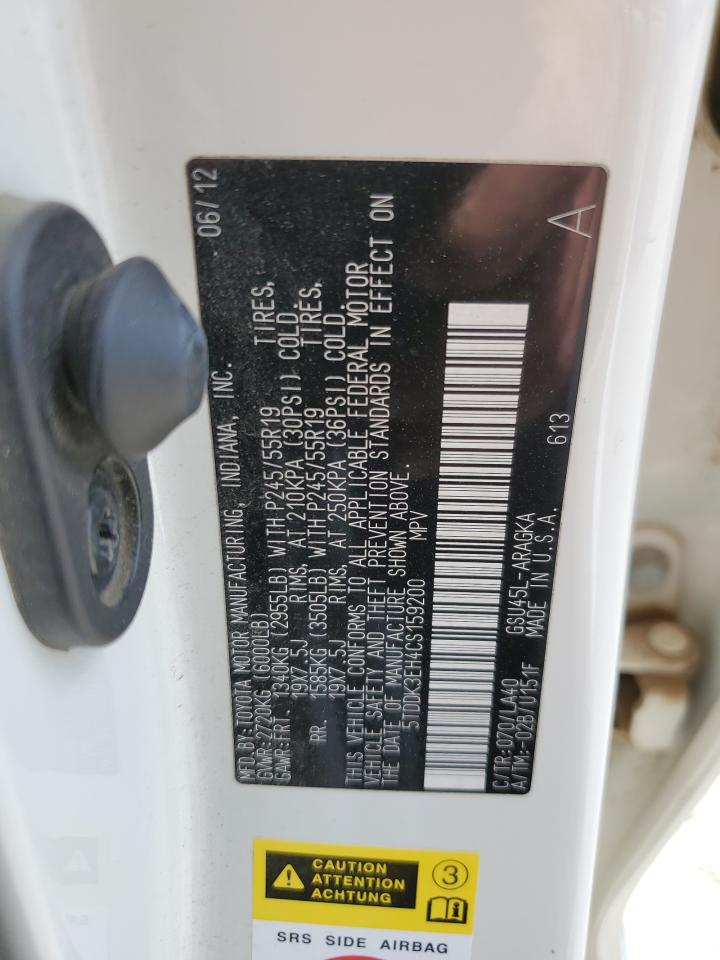 MFD. BY: TOYOTA MOTOR MANUFACTURING, INDIANA, INC. 06/12
GVWR: 2720KG (6000LB)
GAWR: FRT. 1340KG (2955LB) WITH P245/55R19 TIRES,
19X7.5J RIMS, AT 210KPA (30PSI) COLD
RR. 1585KG (3505LB) WITH P245/55R19 TIRES,
19X7.5J RIMS, AT 250KPA (36PSI) COLD,
THIS VEHICLE CONFORMS TO ALL APPLICABLE FEDERAL MOTOR
VEHICLE SAFETY AND THEFT PREVENTION STANDARDS IN EFFECT ON
THE DATE OF MANUFACTURE SHOWN ABOVE.
5TDDK3EH4CS159200 MPV
C/TR: 070/LA40 GSU45L-ARAGKA
A/TM:-02B/U151F MADE IN U.S.A. 613
A
CAUTION
ATTENTION
ACHTUNG
3
SRS SIDE AIRBAG